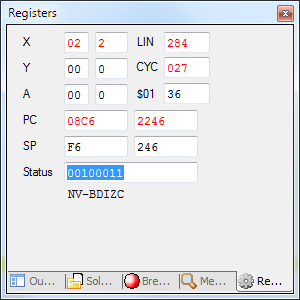 Registers
X 02 2 LIN 284
Y 00 0 CYC 027
A 00 0 $01 36
PC 08C6 2246
SP F6 246
Status 00100011
NV-BDIZC
Ou... Sol... Bre... Me... Re...